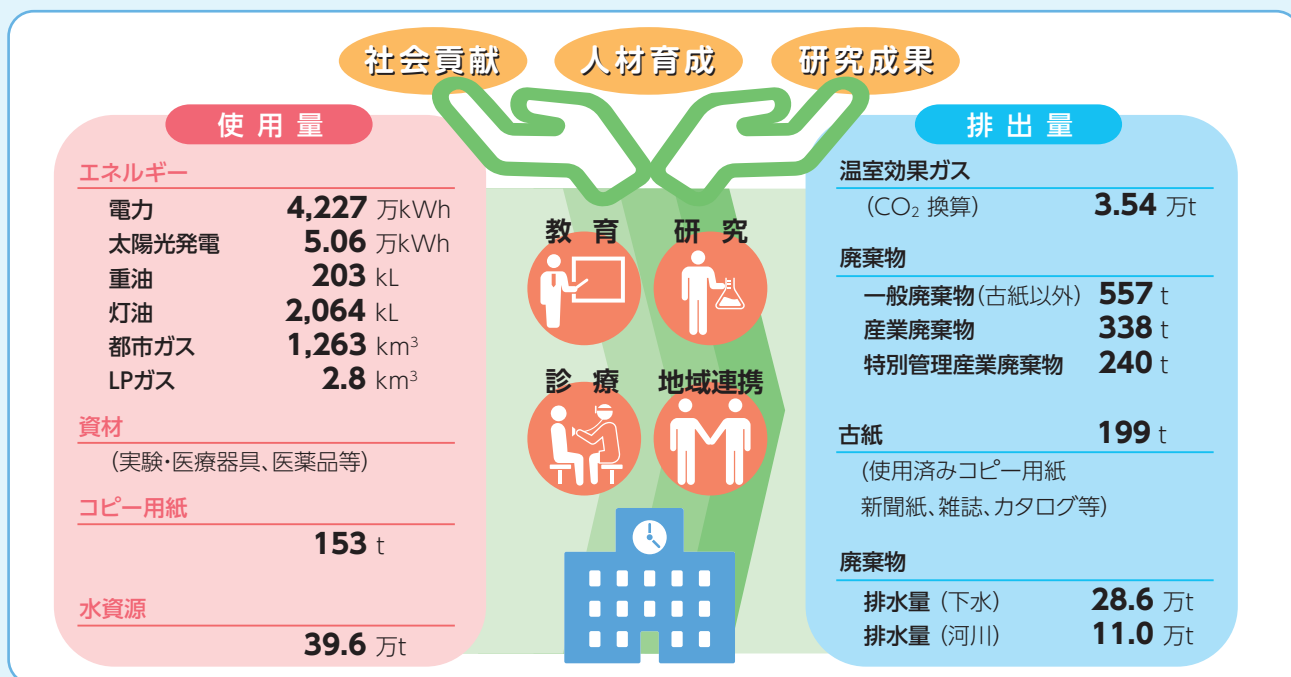 社会貢献
人材育成
研究成果
使用量
エネルギー
電力 4,227 万kWh
太陽光発電 5.06 万kWh
重油 203 kL
灯油 2,064 kL
都市ガス 1,263 km³
LPガス 2.8 km³
資材
(実験・医療器具、医薬品等)
コピー用紙
153 t
水資源
39.6 万t
教育
研究
診療
地域連携
排出量
温室効果ガス
(CO₂ 換算) 3.54 万t
廃棄物
一般廃棄物(古紙以外) 557 t
産業廃棄物 338 t
特別管理産業廃棄物 240 t
古紙 199 t
(使用済みコピー用紙
新聞紙、雑誌、カタログ等)
廃棄物
排水量 (下水) 28.6 万t
排水量 (河川) 11.0 万t